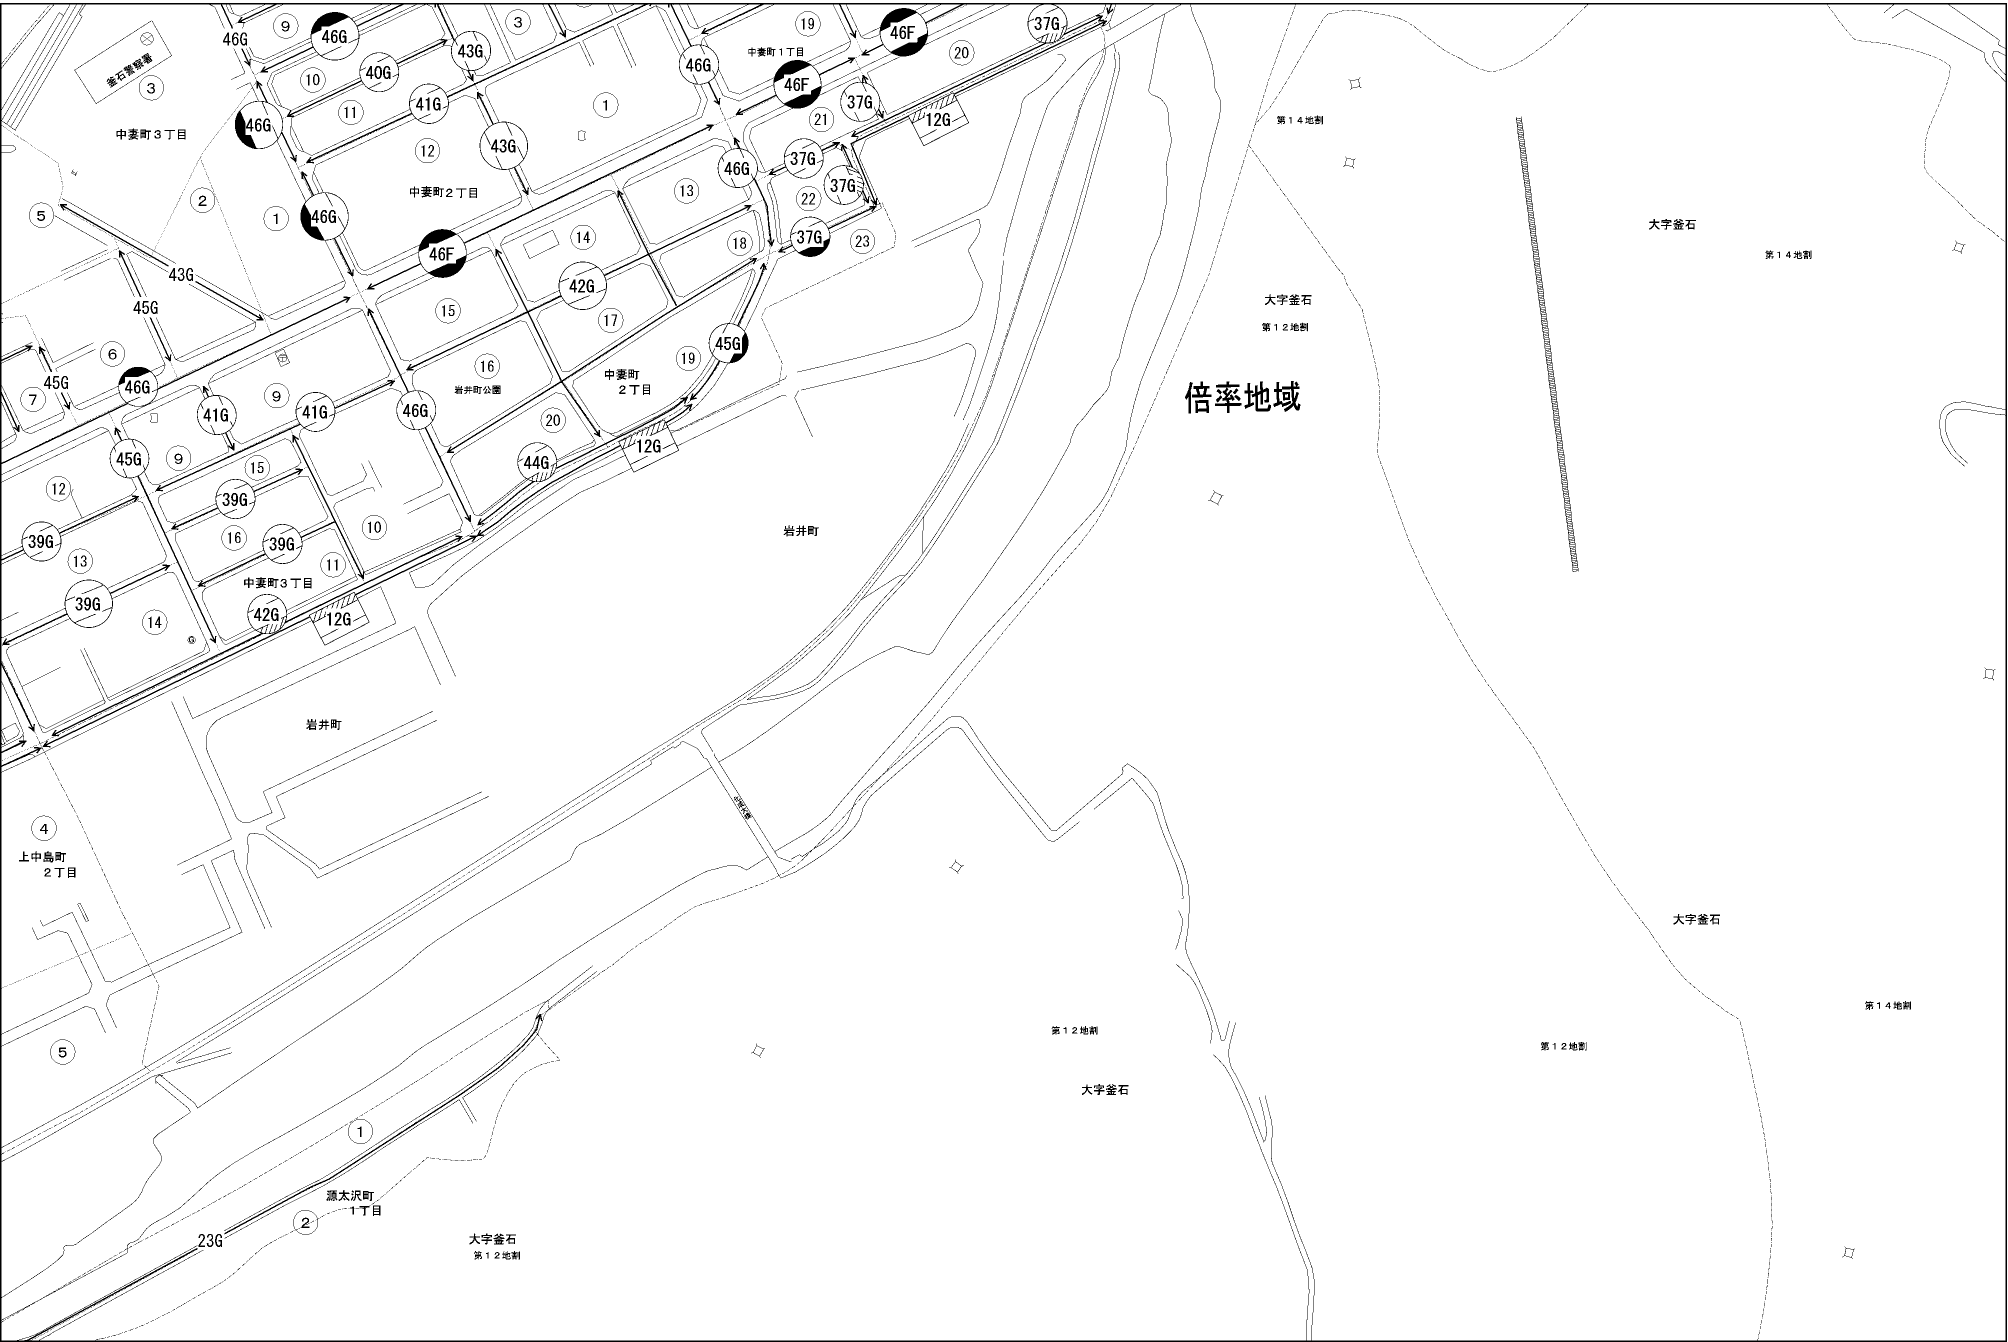 46G
⑨
46G
43G
③
⑲
46F
37G
⑳
中妻町1丁目
釜石警察署
③
⑩
40G
46G
46F
37G
12G
⑪
41G
①
㉑
第14地割
中妻町3丁目
46G
⑫
43G
37G
46G
37G
⑬
②
中妻町2丁目
㉒
⑤
①
46G
大字釜石
第14地割
46F
⑭
⑱
37G
㉓
43G
42G
大字釜石
第12地割
45G
⑮
⑰
45G
⑥
⑯
⑲
中妻町
2丁目
岩井町公園
倍率地域
45G
46G
⑦
⑨
41G
41G
46G
⑳
12G
45G
⑨
⑮
44G
⑫
39G
⑩
岩井町
39G
⑯
39G
⑬
⑪
中妻町3丁目
39G
42G
12G
⑭
岩井町
④
上中島町
2丁目
大字釜石
第14地割
⑤
第12地割
第12地割
大字釜石
①
源太沢町
1丁目
②
23G
大字釜石
第12地割